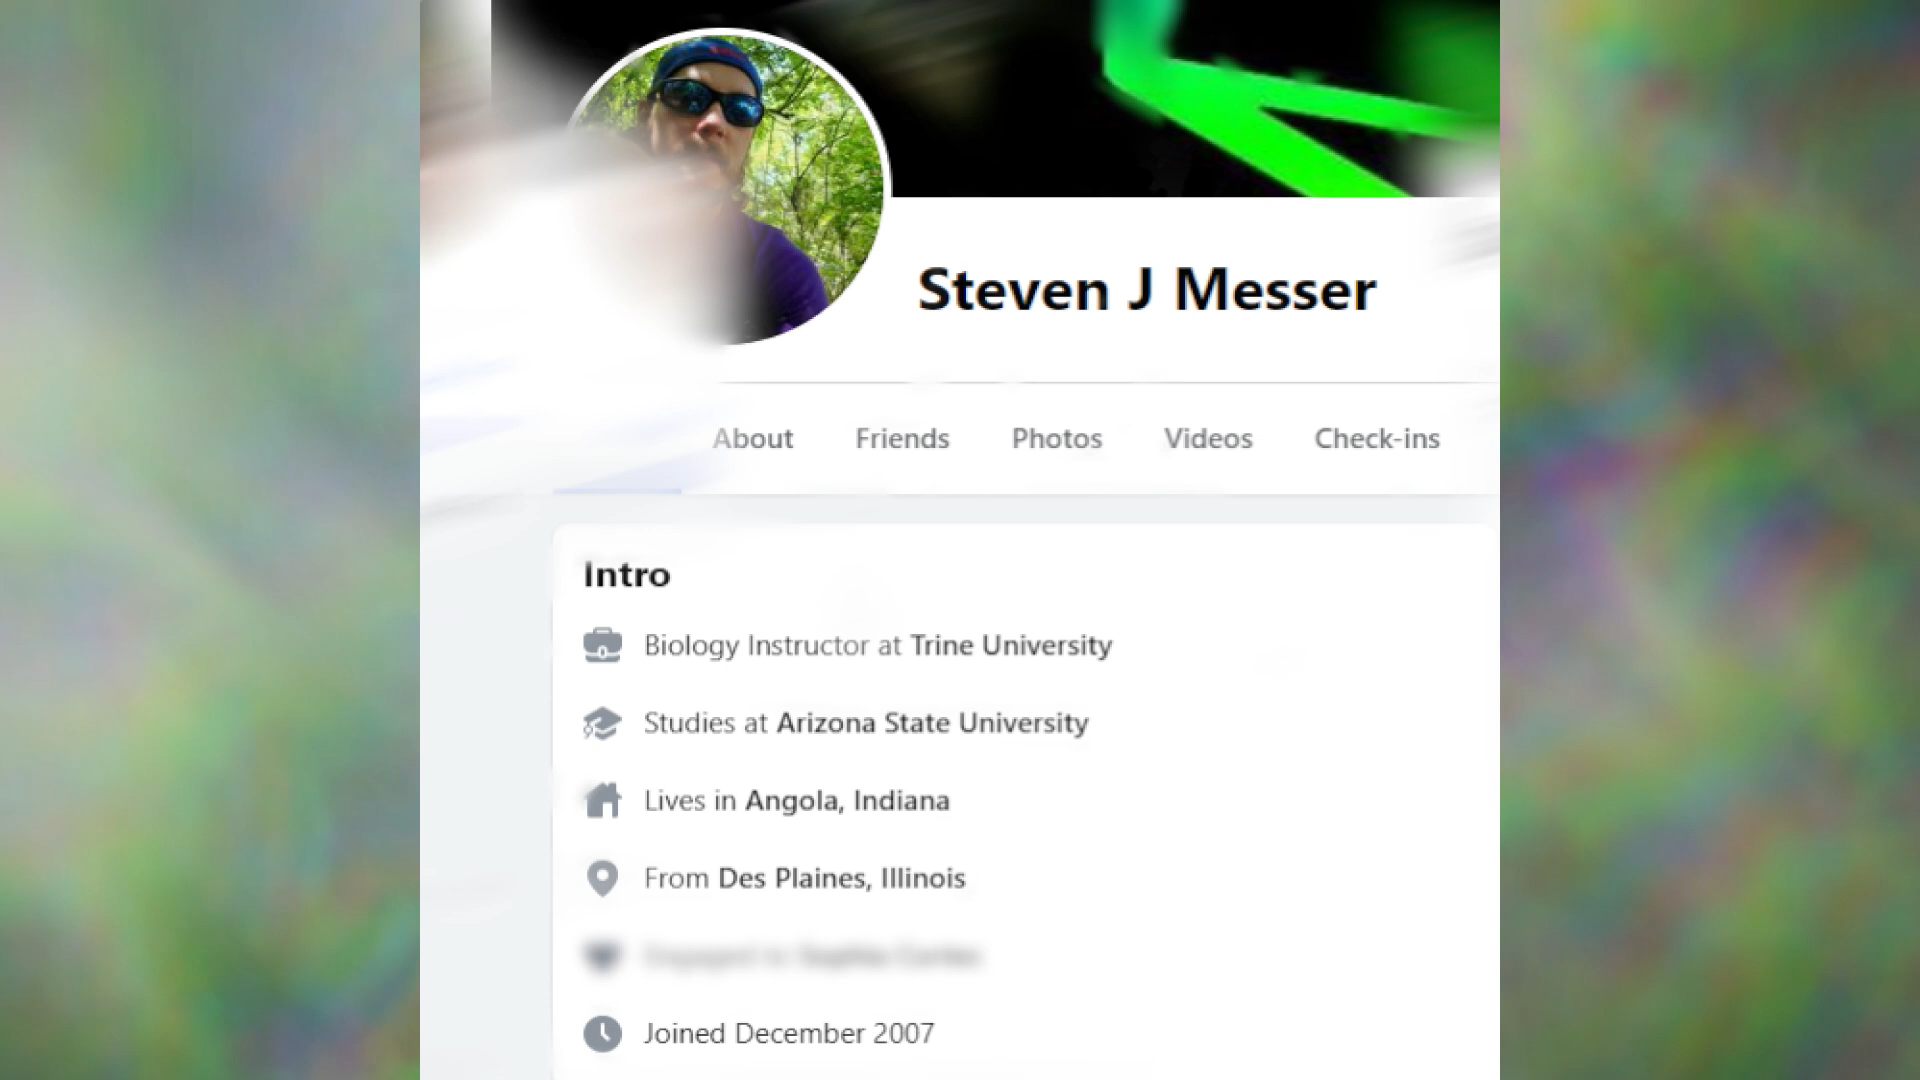 Steven J Messer
About Friends Photos Videos Check-ins
Intro
Biology Instructor at Trine University
Studies at Arizona State University
Lives in Angola, Indiana
From Des Plaines, Illinois
Joined December 2007